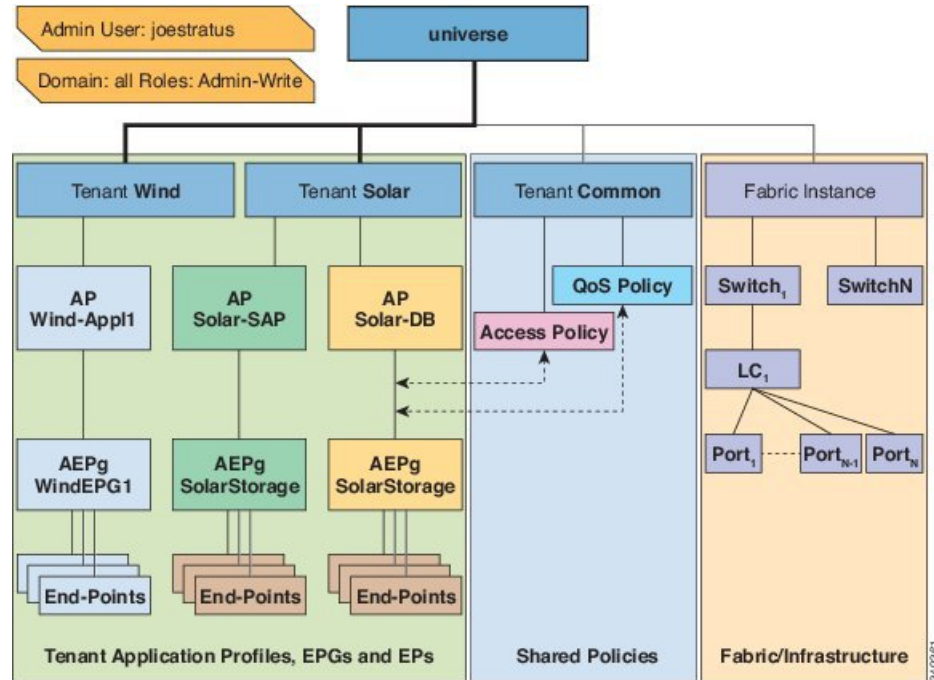 Admin User: joestratus
universe
Domain: all Roles: Admin-Write
Tenant Wind
Tenant Solar
Tenant Common
Fabric Instance
AP
Wind-Appl1
AP
Solar-SAP
AP
Solar-DB
QoS Policy
Access Policy
Switch1
SwitchN
LC1
Port1
PortN-1
PortN
AEPg
WindEPG1
AEPg
SolarStorage
AEPg
SolarStorage
End-Points
End-Points
End-Points
Tenant Application Profiles, EPGs and EPs
Shared Policies
Fabric/Infrastructure